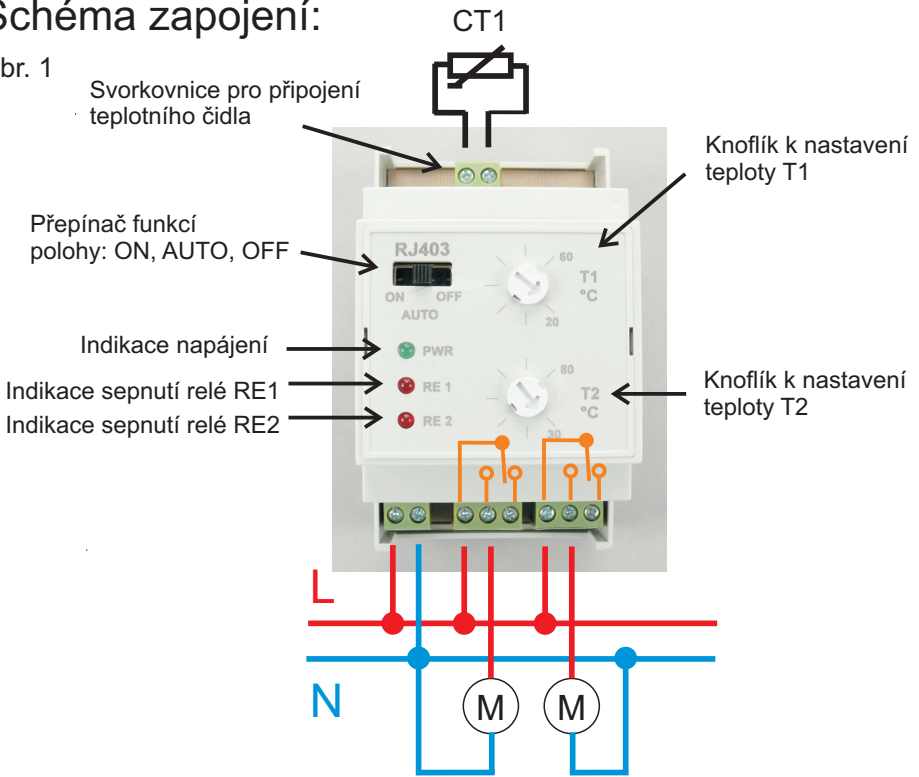 Schéma zapojení:
CT1
br. 1
Svorkovnice pro připojení
teplotního čidla
Knoflík k nastavení
teploty T1
Přepínač funkcí
polohy: ON, AUTO, OFF
RJ403
ON OFF
AUTO
60
T1
°C
20
Indikace napájení
PWR
Indikace sepnutí relé RE1
RE 1
Indikace sepnutí relé RE2
RE 2
80
T2
°C
30
Knoflík k nastavení
teploty T2
L
N
M
M